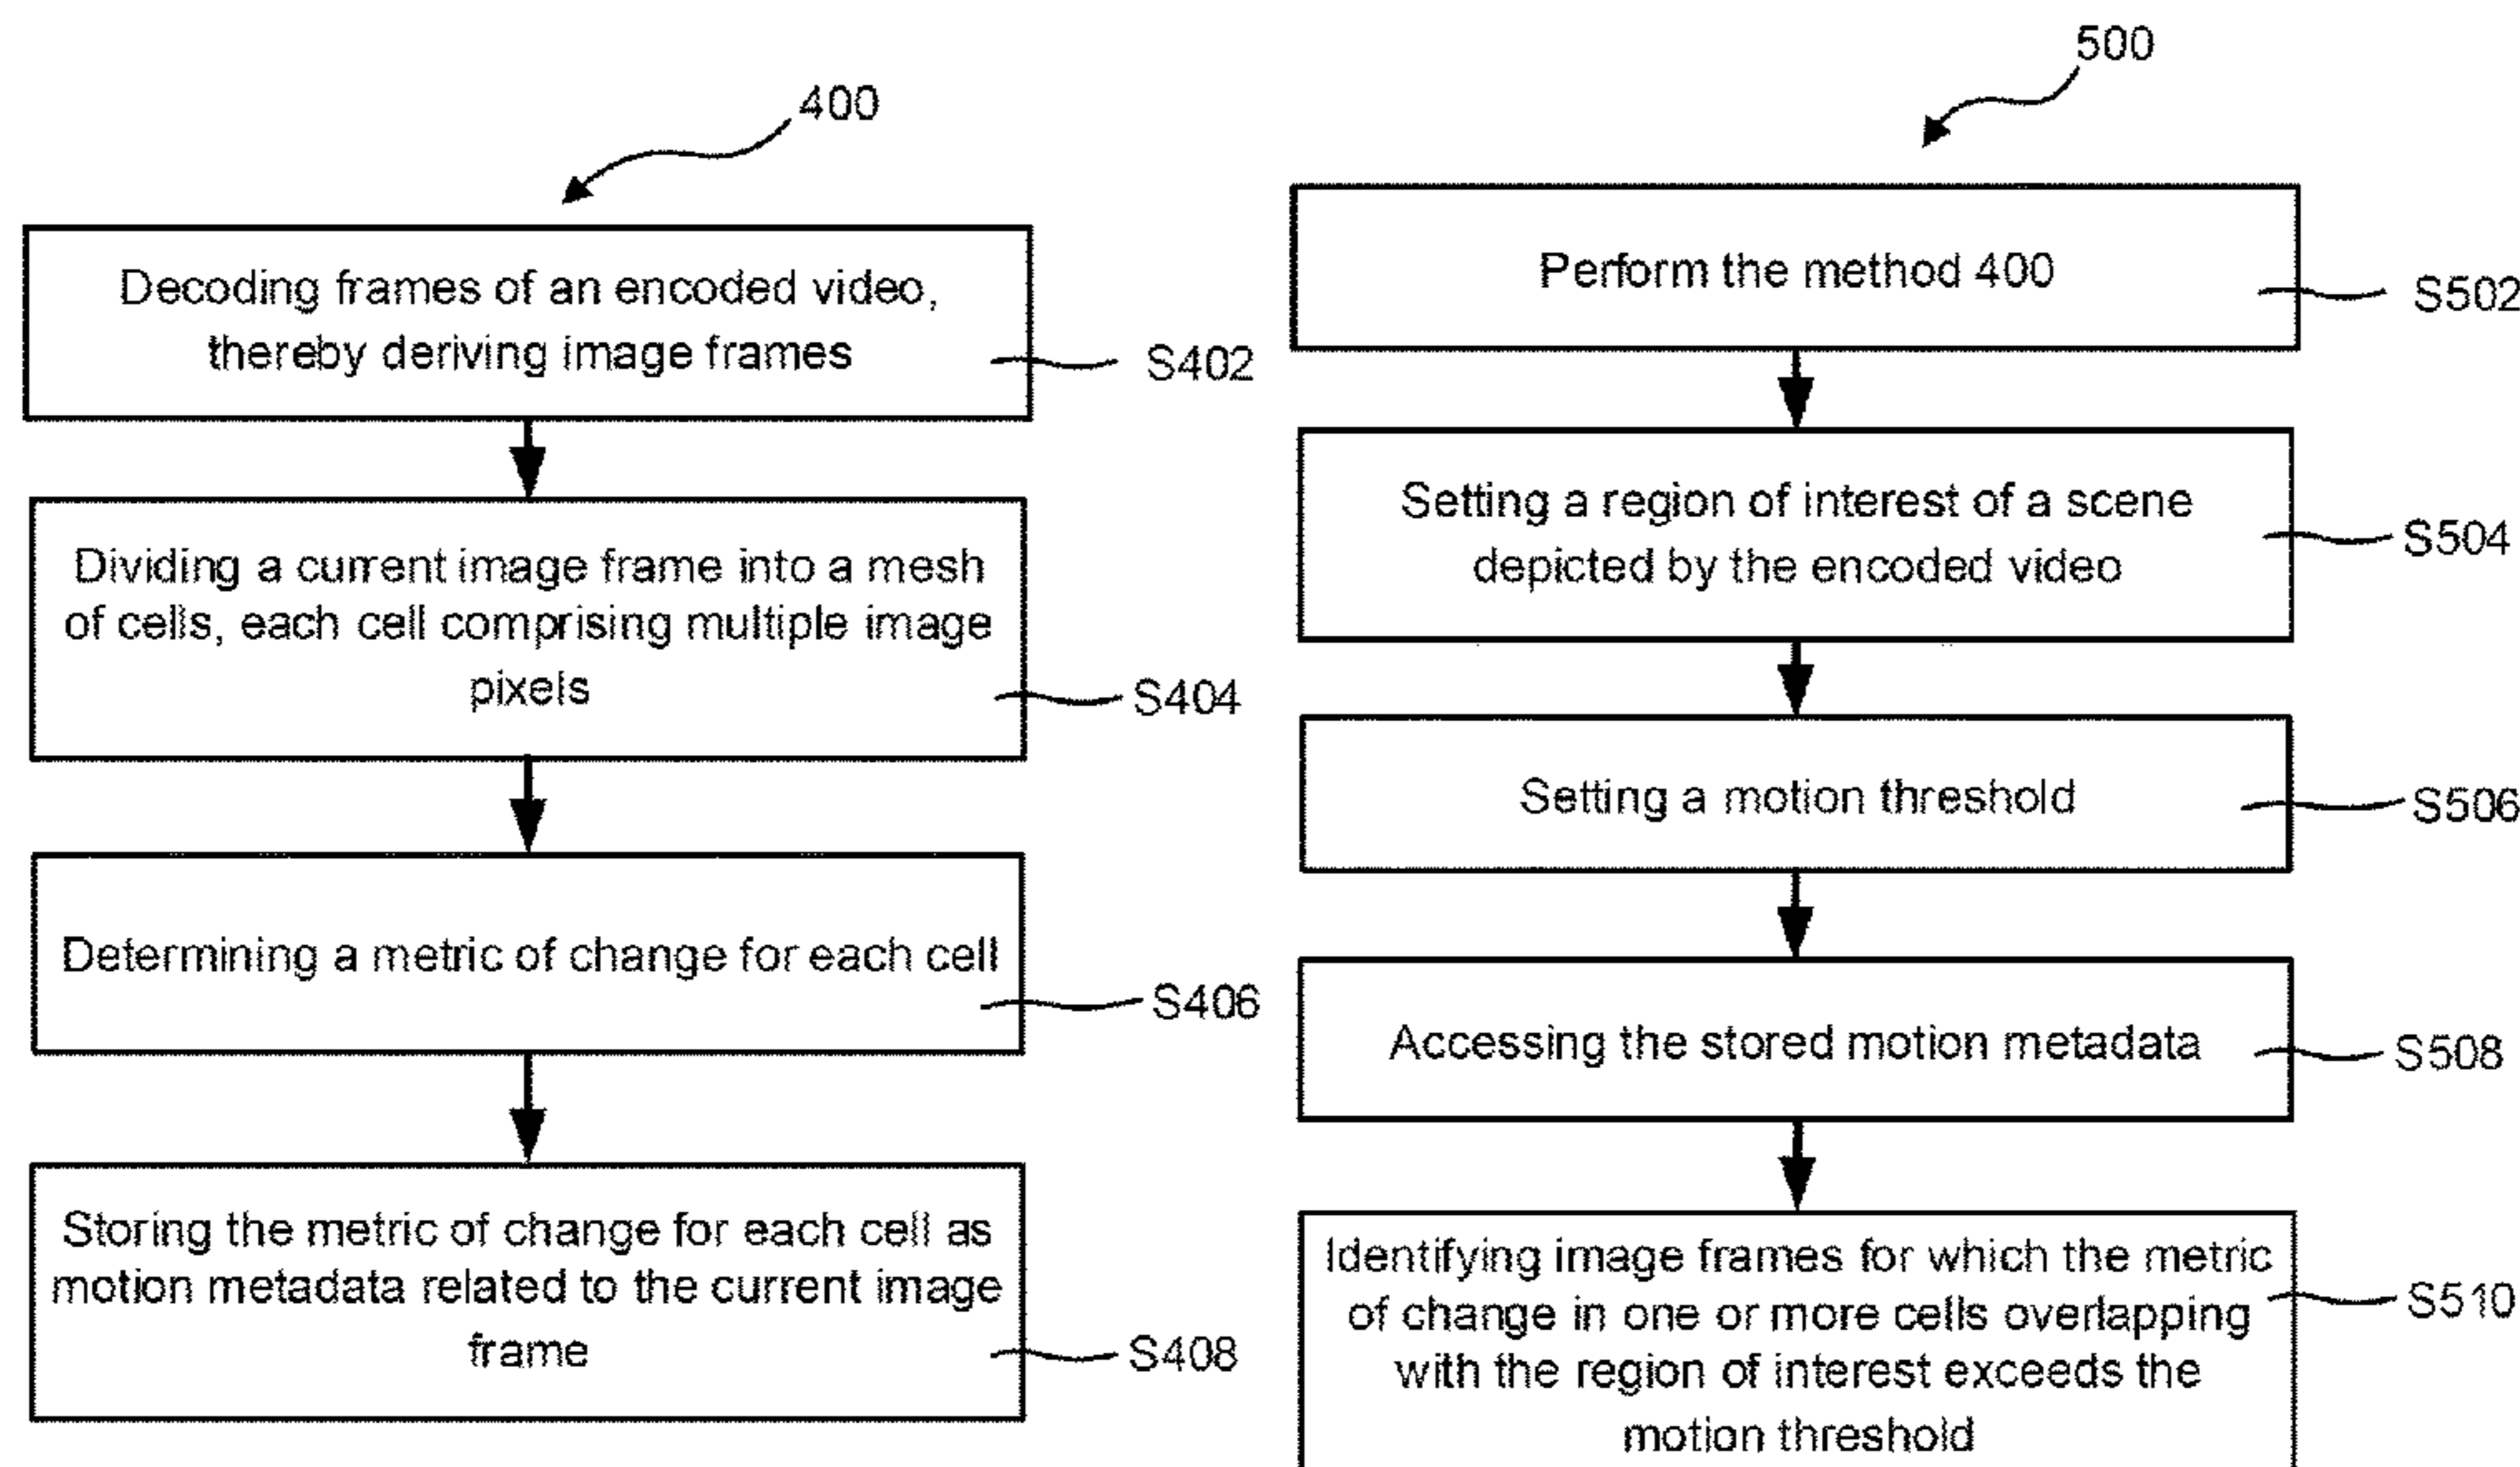 400
Decoding frames of an encoded video,
thereby deriving image frames
S402
Dividing a current image frame into a mesh
of cells, each cell comprising multiple image
pixels
S404
Determining a metric of change for each cell
S406
Storing the metric of change for each cell as
motion metadata related to the current image
frame
S408
500
Perform the method 400
S502
Setting a region of interest of a scene
depicted by the encoded video
S504
Setting a motion threshold
S506
Accessing the stored motion metadata
S508
Identifying image frames for which the metric
of change in one or more cells overlapping
with the region of interest exceeds the
motion threshold
S510